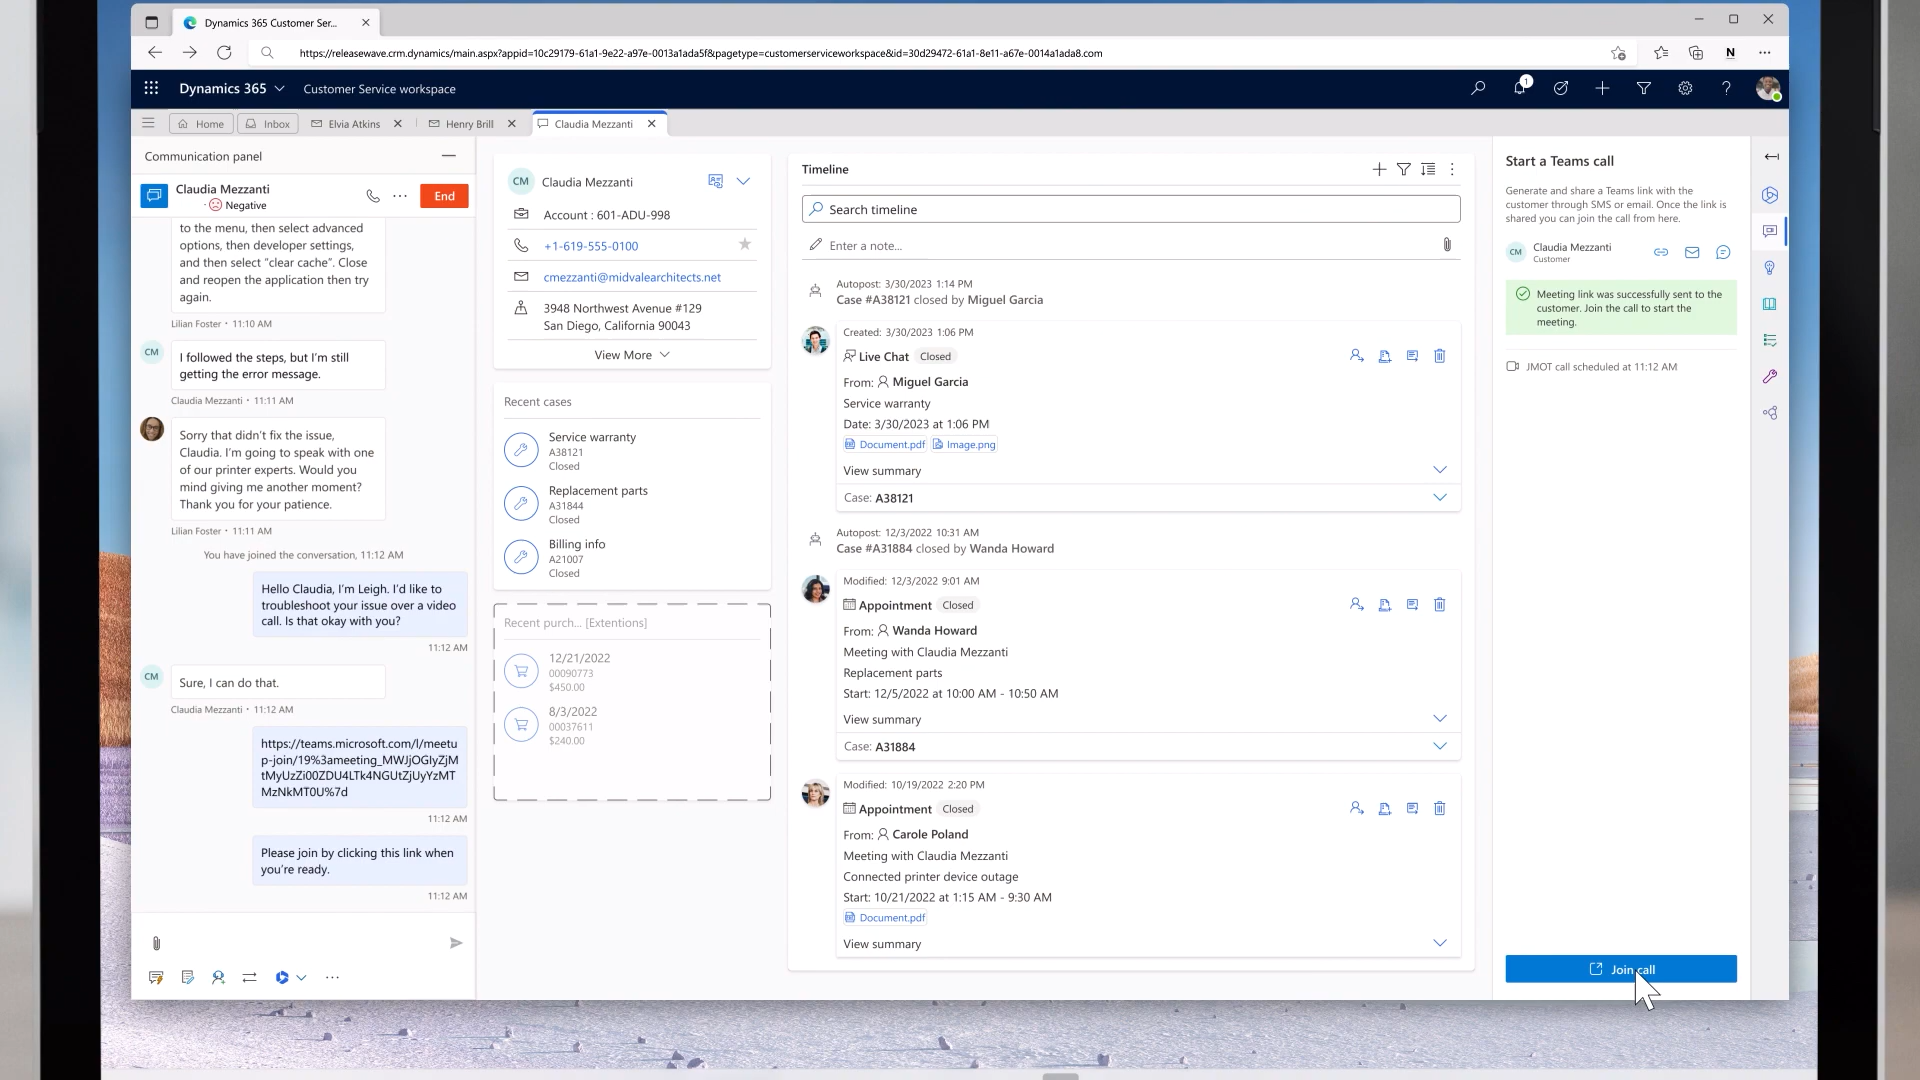 Dynamics 365 Customer Ser...
https://releasewave.crm.dynamics/main.aspx?appid=10c29179-61a1-9e22-a97e-0013a1ada5f&pagetype=customerserviceworkspace&id=30d29472-61a1-8e11-a67e-0014a1ada8.com
N
Dynamics 365
Customer Service workspace
1
Home
Inbox
Elvia Atkins
Henry Brill
Claudia Mezzanti
Communication panel
Claudia Mezzanti
Negative
End
to the menu, then select advanced
options, then developer settings,
and then select “clear cache”. Close
and reopen the application then try
again.
Lilian Foster • 11:10 AM
CM
I followed the steps, but I’m still
getting the error message.
Claudia Mezzanti • 11:11 AM
Sorry that didn’t fix the issue,
Claudia. I’m going to speak with one
of our printer experts. Would you
mind giving me another moment?
Thank you for your patience.
Lilian Foster • 11:11 AM
You have joined the conversation, 11:12 AM
Hello Claudia, I’m Leigh. I’d like to
troubleshoot your issue over a video
call. Is that okay with you?
11:12 AM
CM
Sure, I can do that.
Claudia Mezzanti • 11:12 AM
https://teams.microsoft.com/l/meetu
p-join/19%3ameeting_MWJjOGIyZjM
tMyUzZi00ZDU4LTk4NGUtZjUyYzMT
MzNkMT0U%7d
11:12 AM
Please join by clicking this link when
you’re ready.
11:12 AM
CM
Claudia Mezzanti
Account : 601-ADU-998
+1-619-555-0100
cmezzanti@midvalearchitects.net
3948 Northwest Avenue #129
San Diego, California 90043
View More
Recent cases
Service warranty
A38121
Closed
Replacement parts
A31844
Closed
Billing info
A21007
Closed
Recent purch... [Extentions]
12/21/2022
00090773
$450.00
8/3/2022
00037611
$240.00
Timeline
Search timeline
Enter a note...
Autopost: 3/30/2023 1:14 PM
Case #A38121 closed by Miguel Garcia
Created: 3/30/2023 1:06 PM
Live Chat Closed
From: Miguel Garcia
Service warranty
Date: 3/30/2023 at 1:06 PM
Document.pdf Image.png
View summary
Case: A38121
Autopost: 12/3/2022 10:31 AM
Case #A31884 closed by Wanda Howard
Modified: 12/3/2022 9:01 AM
Appointment Closed
From: Wanda Howard
Meeting with Claudia Mezzanti
Replacement parts
Start: 12/5/2022 at 10:00 AM - 10:50 AM
View summary
Case: A31884
Modified: 10/19/2022 2:20 PM
Appointment Closed
From: Carole Poland
Meeting with Claudia Mezzanti
Connected printer device outage
Start: 10/21/2022 at 1:15 AM - 9:30 AM
Document.pdf
View summary
Start a Teams call
Generate and share a Teams link with the
customer through SMS or email. Once the link is
shared you can join the call from here.
CM
Claudia Mezzanti
Customer
Meeting link was successfully sent to the
customer. Join the call to start the
meeting.
JMOT call scheduled at 11:12 AM
Join call